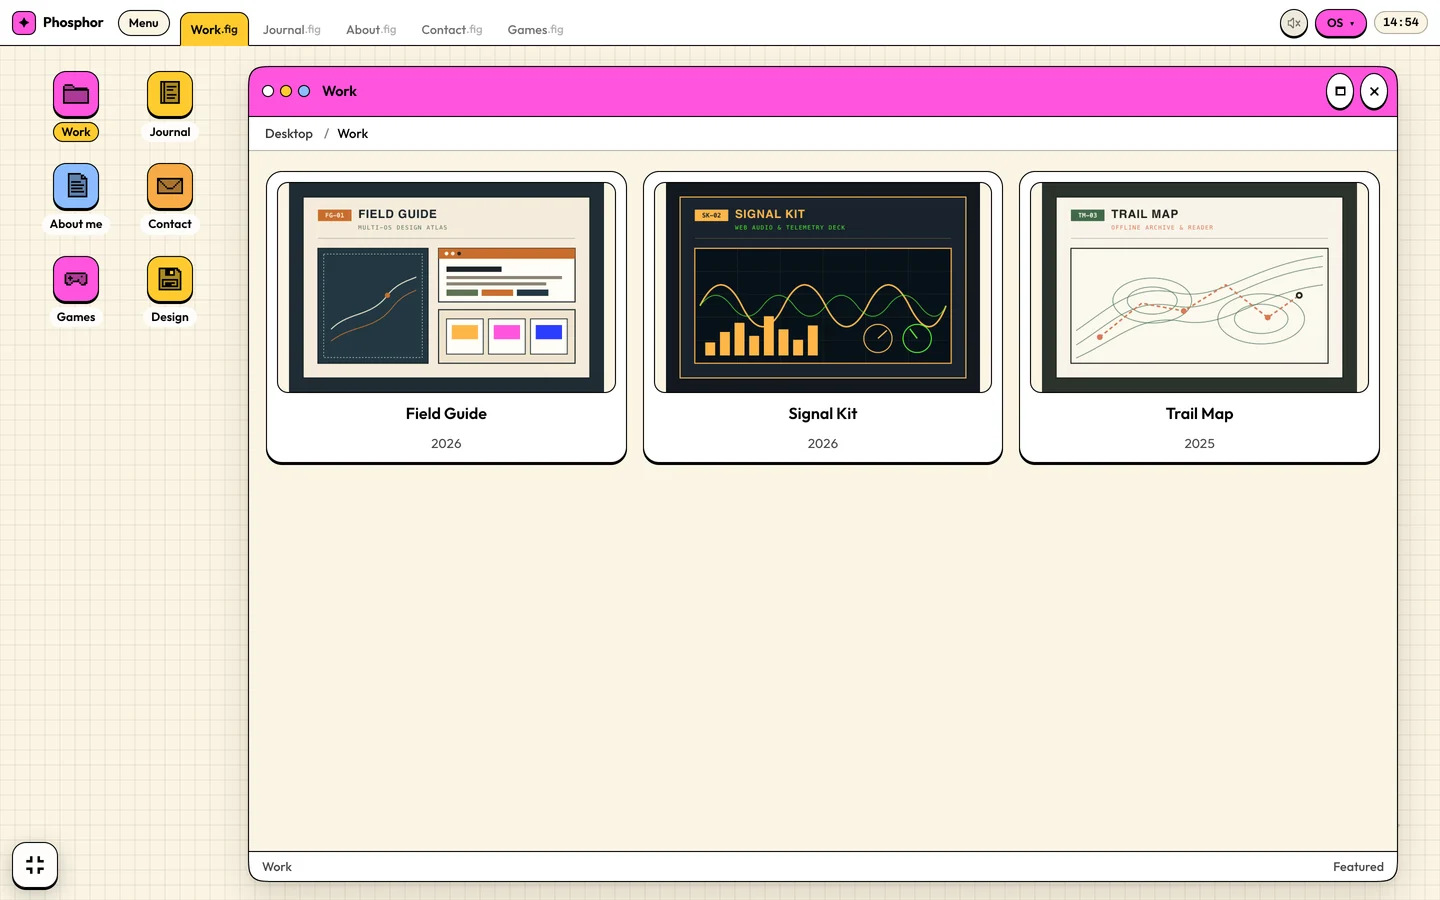 Phosphor
Menu
Work.fig
Journal.fig
About.fig
Contact.fig
Games.fig
OS
14:54
Work
Journal
About me
Contact
Games
Design
Work
Desktop / Work
FG-01
FIELD GUIDE
MULTI-OS DESIGN ATLAS
Field Guide
2026
SK-02
SIGNAL KIT
WEB AUDIO & TELEMETRY DECK
Signal Kit
2026
TM-03
TRAIL MAP
OFFLINE ARCHIVE & READER
Trail Map
2025
Work
Featured